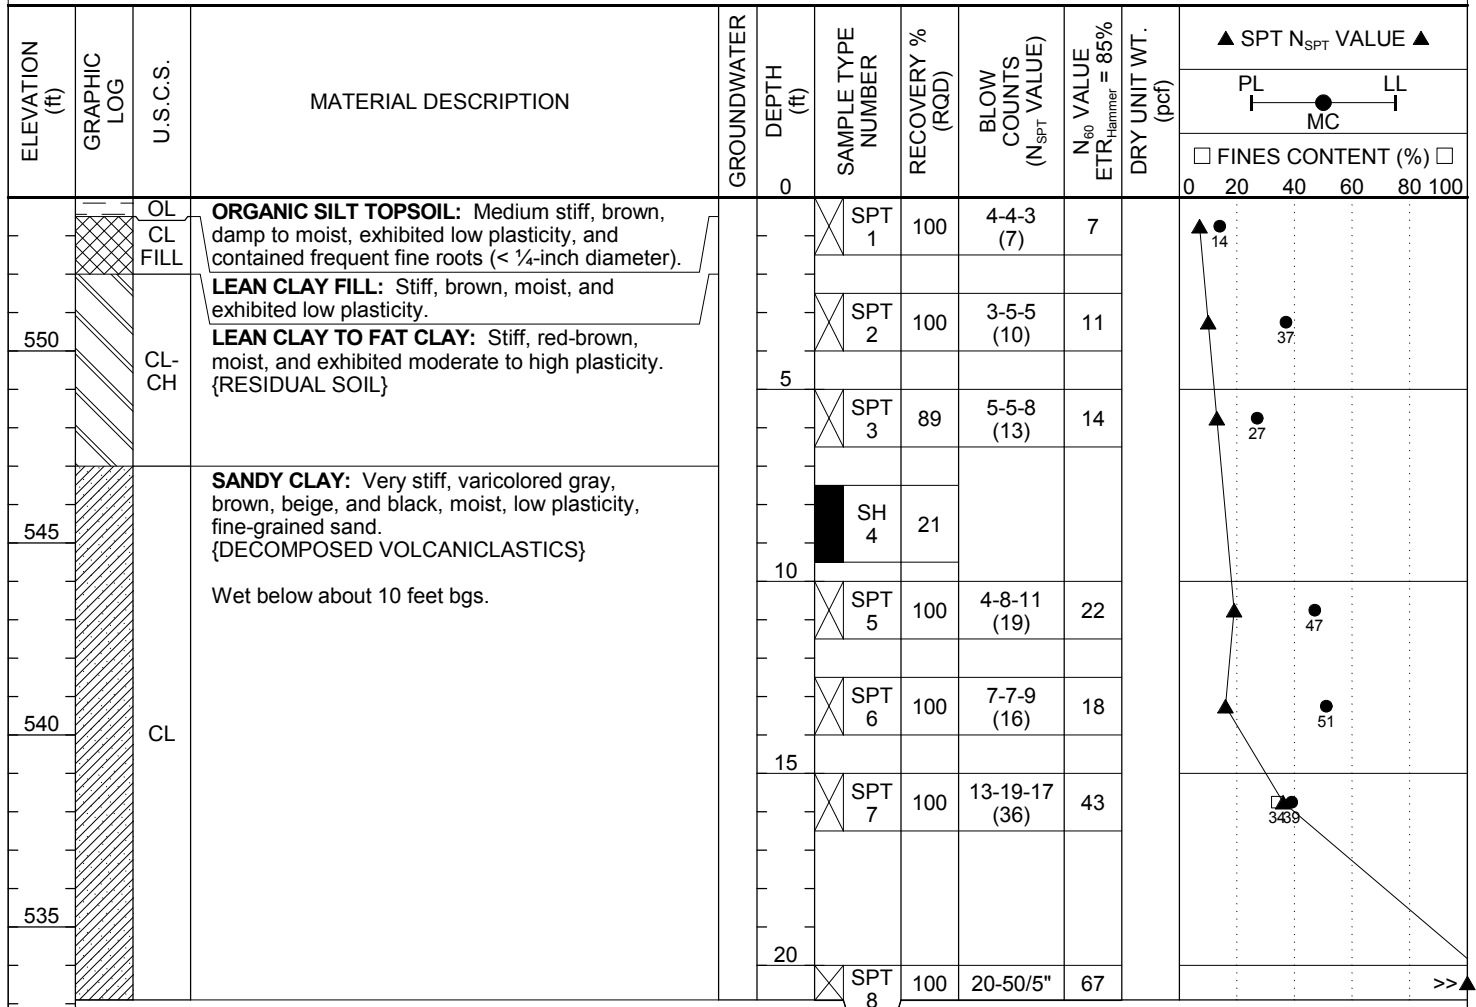 ELEVATION
(ft)
GRAPHIC
LOG
U.S.C.S.
MATERIAL DESCRIPTION
GROUNDWATER
DEPTH
(ft)
SAMPLE TYPE
NUMBER
RECOVERY %
(RQD)
BLOW
COUNTS
(N_SPT VALUE)
N_60 VALUE
ETR_Hammer = 85%
DRY UNIT WT.
(pcf)
▲ SPT N_SPT VALUE ▲
PL LL
MC
□ FINES CONTENT (%) □
0
0 20 40 60 80 100
OL
ORGANIC SILT TOPSOIL: Medium stiff, brown,
damp to moist, exhibited low plasticity, and
contained frequent fine roots (< ¼-inch diameter).
CL
FILL
LEAN CLAY FILL: Stiff, brown, moist, and
exhibited low plasticity.
CL-
CH
LEAN CLAY TO FAT CLAY: Stiff, red-brown,
moist, and exhibited moderate to high plasticity.
{RESIDUAL SOIL}
SANDY CLAY: Very stiff, varicolored gray,
brown, beige, and black, moist, low plasticity,
fine-grained sand.
{DECOMPOSED VOLCANICLASTICS}
Wet below about 10 feet bgs.
CL
550
545
540
535
5
10
15
20
SPT
1
100
4-4-3
(7)
7
14
SPT
2
100
3-5-5
(10)
11
37
SPT
3
89
5-5-8
(13)
14
27
SH
4
21
SPT
5
100
4-8-11
(19)
22
47
SPT
6
100
7-7-9
(16)
18
51
SPT
7
100
13-19-17
(36)
43
34 39
SPT
8
100
20-50/5"
67
>>